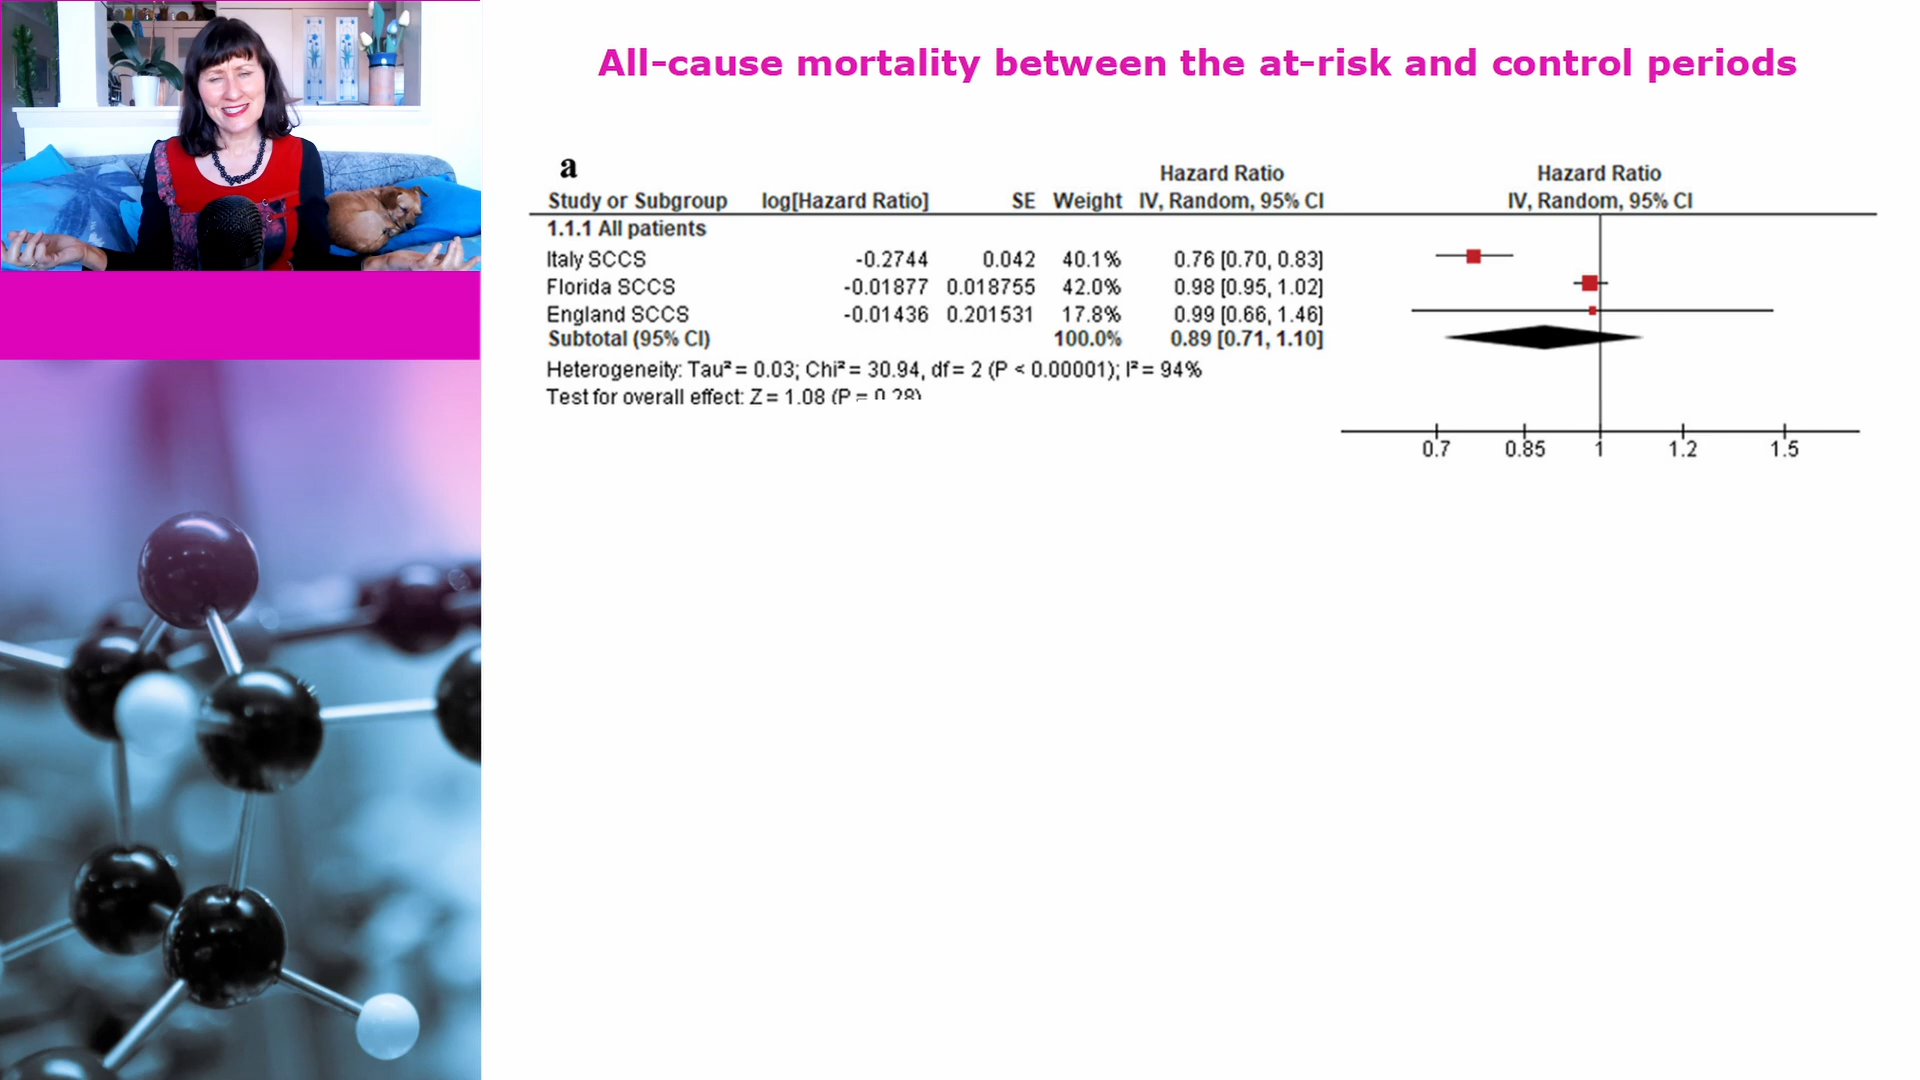 All-cause mortality between the at-risk and control periods
a
Hazard Ratio Hazard Ratio
Study or Subgroup log[Hazard Ratio] SE Weight IV, Random, 95% CI IV, Random, 95% CI
1.1.1 All patients
Italy SCCS -0.2744 0.042 40.1% 0.76 [0.70, 0.83]
Florida SCCS -0.01877 0.018755 42.0% 0.98 [0.95, 1.02]
England SCCS -0.01436 0.201531 17.8% 0.99 [0.66, 1.46]
Subtotal (95% CI) 100.0% 0.89 [0.71, 1.10]
Heterogeneity: Tau² = 0.03; Chi² = 30.94, df = 2 (P < 0.00001); I² = 94%
Test for overall effect: Z = 1.08 (P = 0.28)
0.7 0.85 1 1.2 1.5